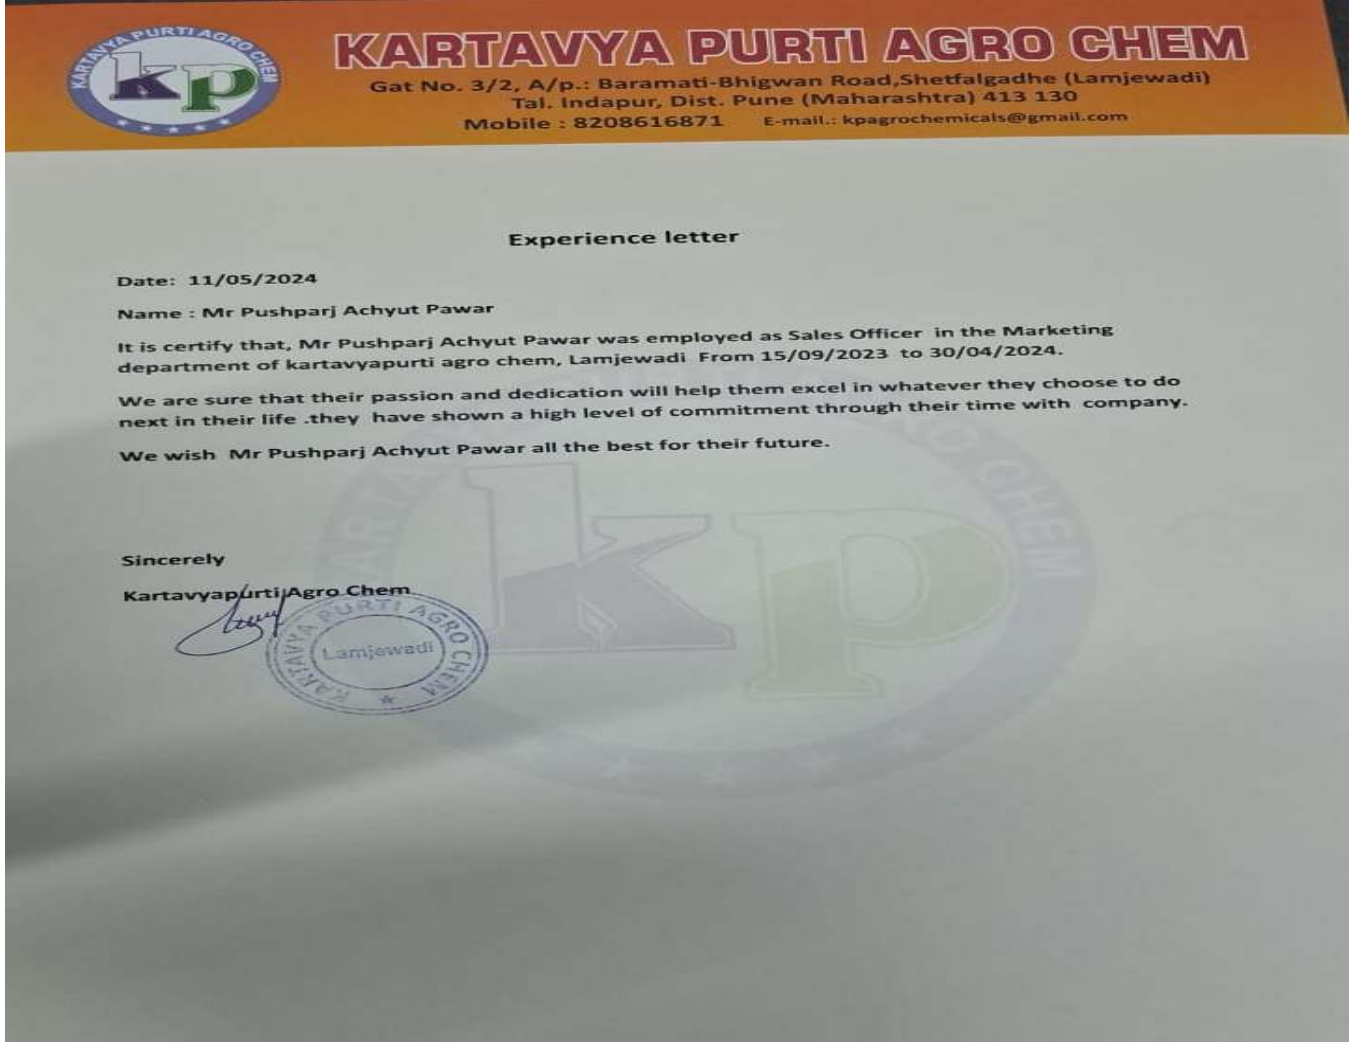 KARTAVYA PURTI AGRO CHEM
kp
KARTAVYA PURTI AGRO CHEM
Gat No. 3/2, A/p.: Baramati-Bhigwan Road,Shetfalgadhe (Lamjewadi)
Tal. Indapur, Dist. Pune (Maharashtra) 413 130
Mobile : 8208616871 E-mail.: kpagrochemicals@gmail.com
Experience letter
Date: 11/05/2024
Name : Mr Pushparj Achyut Pawar
It is certify that, Mr Pushparj Achyut Pawar was employed as Sales Officer in the Marketing
department of kartavyapurti agro chem, Lamjewadi From 15/09/2023 to 30/04/2024.
We are sure that their passion and dedication will help them excel in whatever they choose to do
next in their life .they have shown a high level of commitment through their time with company.
We wish Mr Pushparj Achyut Pawar all the best for their future.
Sincerely
Kartavyapurti Agro Chem
KARTAVYA PURTI AGRO CHEM
Lamjewadi
KARTAVYA PURTI AGRO CHEM
kp